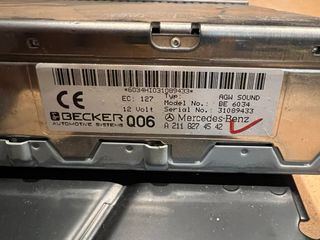 *6034HI031089433*
CE
EC: 127
12 Volt
Typ: AGW SOUND
Model No.: BE 6034
Serial No.: 31089433
BECKER
AUTOMOTIVE SYSTEMS
Q06
Mercedes-Benz
A 211 827 45 42